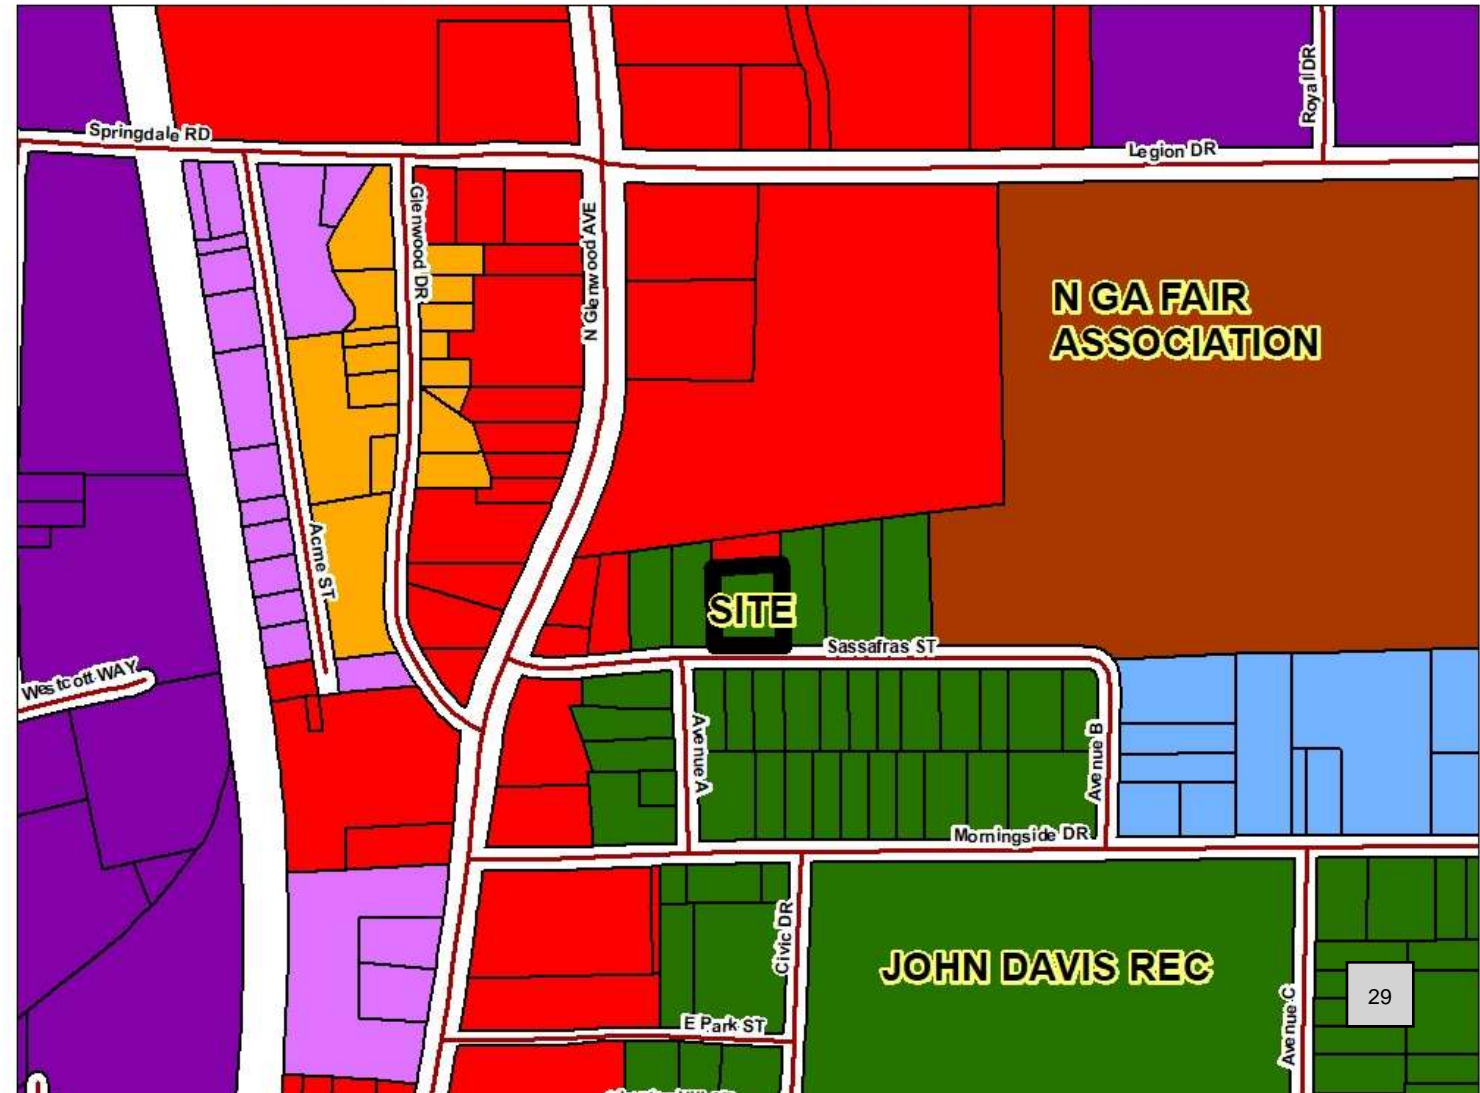 Royal DR
Springdale RD
Legion DR
Glenwood DR
N Glenwood AVE
N GA FAIR
ASSOCIATION
Acme ST
SITE
Sassafras ST
Westcott WAY
Avenue A
Avenue B
Morningside DR
Civic DR
JOHN DAVIS REC
Avenue C
29
E Park ST